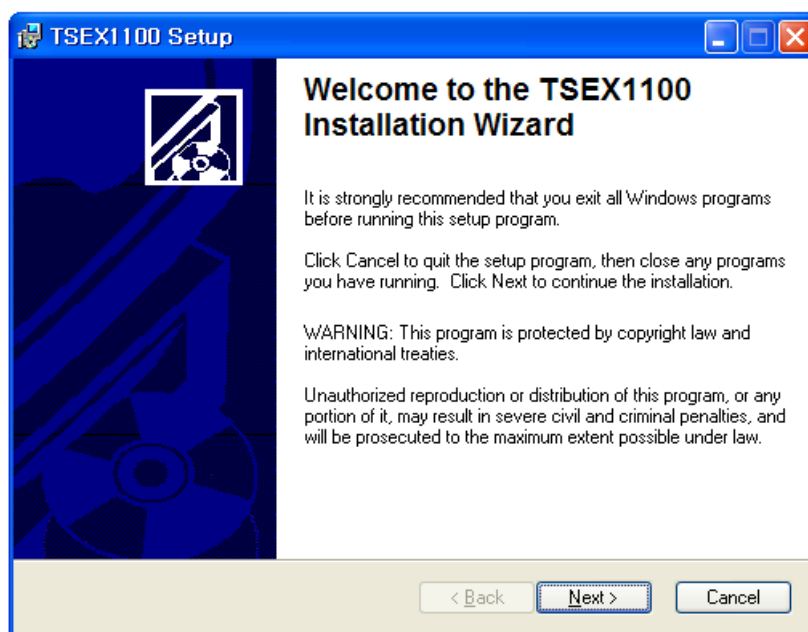 TSEX1100 Setup
Welcome to the TSEX1100
Installation Wizard
It is strongly recommended that you exit all Windows programs
before running this setup program.
Click Cancel to quit the setup program, then close any programs
you have running.  Click Next to continue the installation.
WARNING: This program is protected by copyright law and
international treaties.
Unauthorized reproduction or distribution of this program, or any
portion of it, may result in severe civil and criminal penalties, and
will be prosecuted to the maximum extent possible under law.
< Back
Next >
Cancel